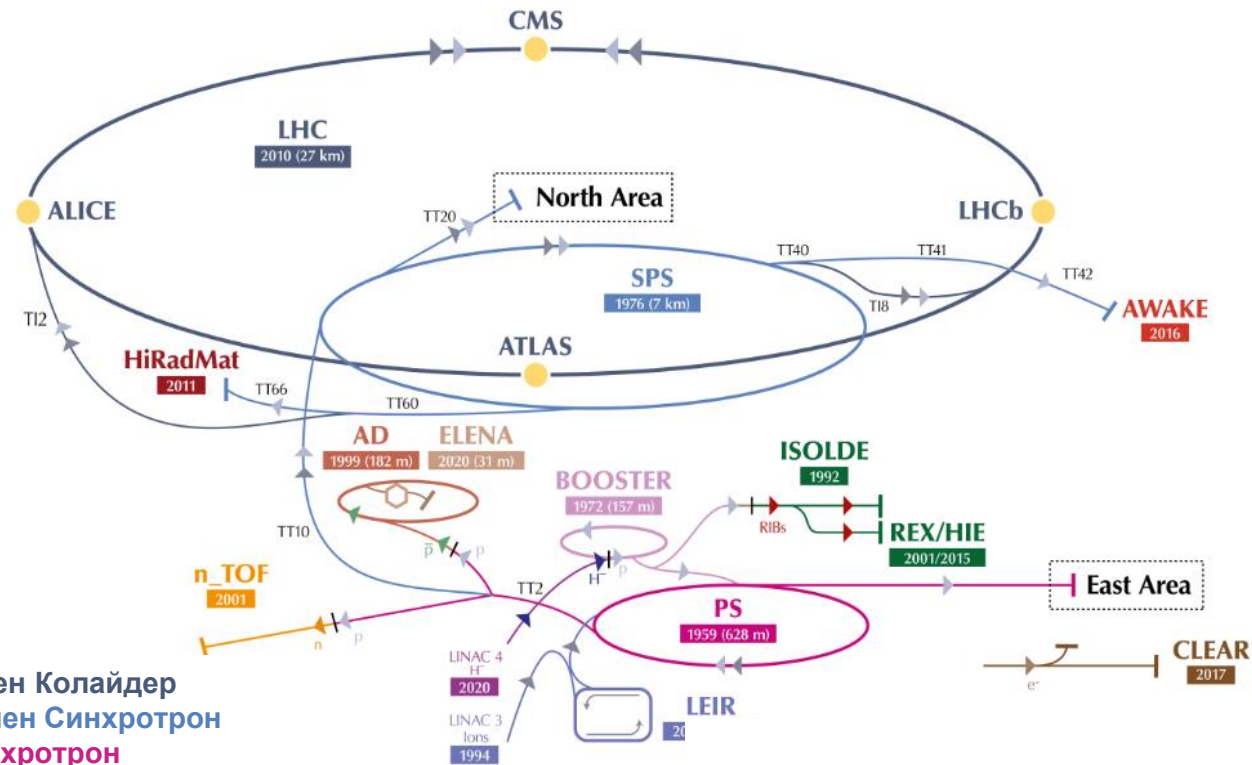 CMS
LHC
2010 (27 km)
North Area
ALICE
LHCb
TT20
TT40
TT41
SPS
1976 (7 km)
TT42
TI2
TI8
AWAKE
2016
ATLAS
HiRadMat
2011
TT66
TT60
AD
1999 (182 m)
ELENA
2020 (31 m)
ISOLDE
1992
BOOSTER
1972 (157 m)
RIBs
REX/HIE
2001/2015
TT10
p̄
p
H⁻
p
n_TOF
2001
TT2
East Area
PS
1959 (628 m)
n
p
LINAC 4
H⁻
2020
CLEAR
2017
e⁻
LEIR
20
LINAC 3
Ions
1994
ен Колайдер
ен Синхротрон
хротрон